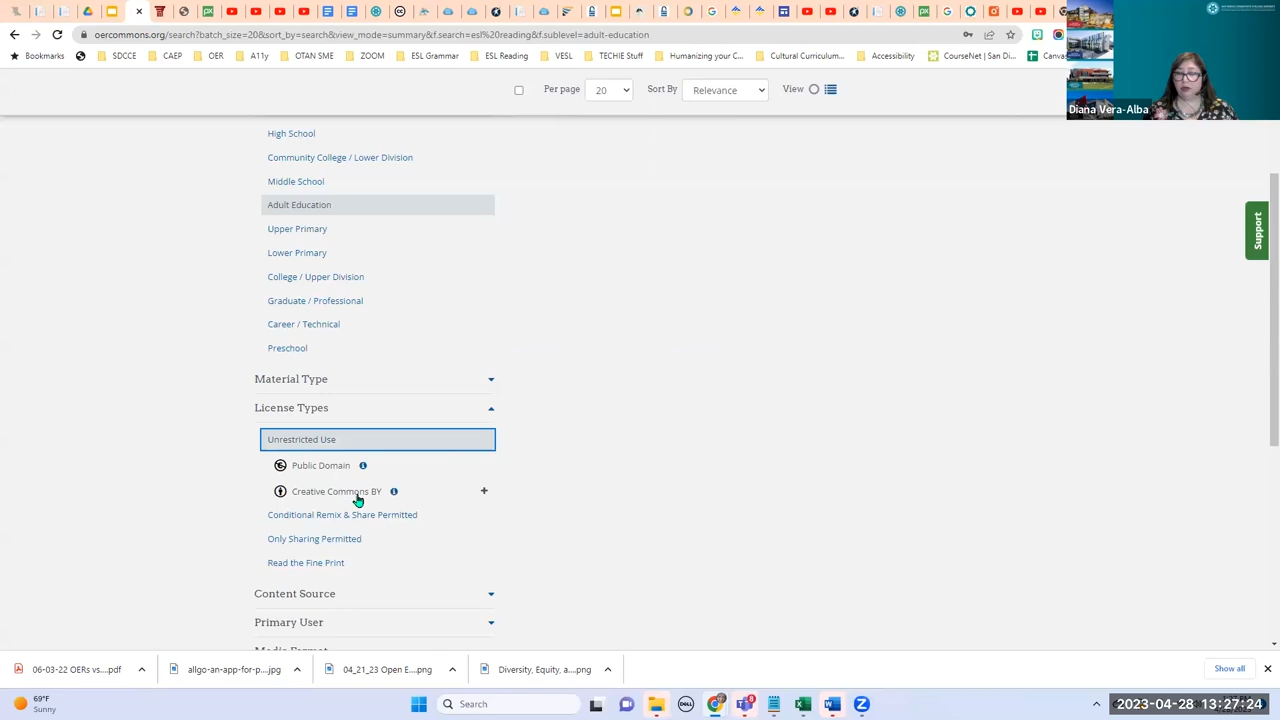 oercommons.org/search?batch_size=20&sort_by=search&view_mode=summary&f.search=esl%20resume&f.public=f.adult-educ
Bookmarks
SDCCE
CAEP
OER
A11y
OTAN SME
ESL Grammar
ESL Reading
VESL
TECHIE STUFF
Humanizing your C...
Cultural Curriculum...
Accessibility
CourseNet | San Di...
Canvas
Per page
20
Sort By
Relevance
View
Diana Vera-Alba
High School
Community College / Lower Division
Middle School
Adult Education
Upper Primary
Lower Primary
College / Upper Division
Graduate / Professional
Career / Technical
Preschool
Material Type
License Types
Unrestricted Use
Public Domain
Creative Commons BY
+
Conditional Remix & Share Permitted
Only Sharing Permitted
Read the Fine Print
Content Source
Primary User
Support
06-03-22 OERs vs....pdf
allgo-an-app-for-p....jpg
04_21_23 Open E....png
Diversity, Equity, a....png
Show all
69°F
Sunny
Search
2023-04-28 13:27:24